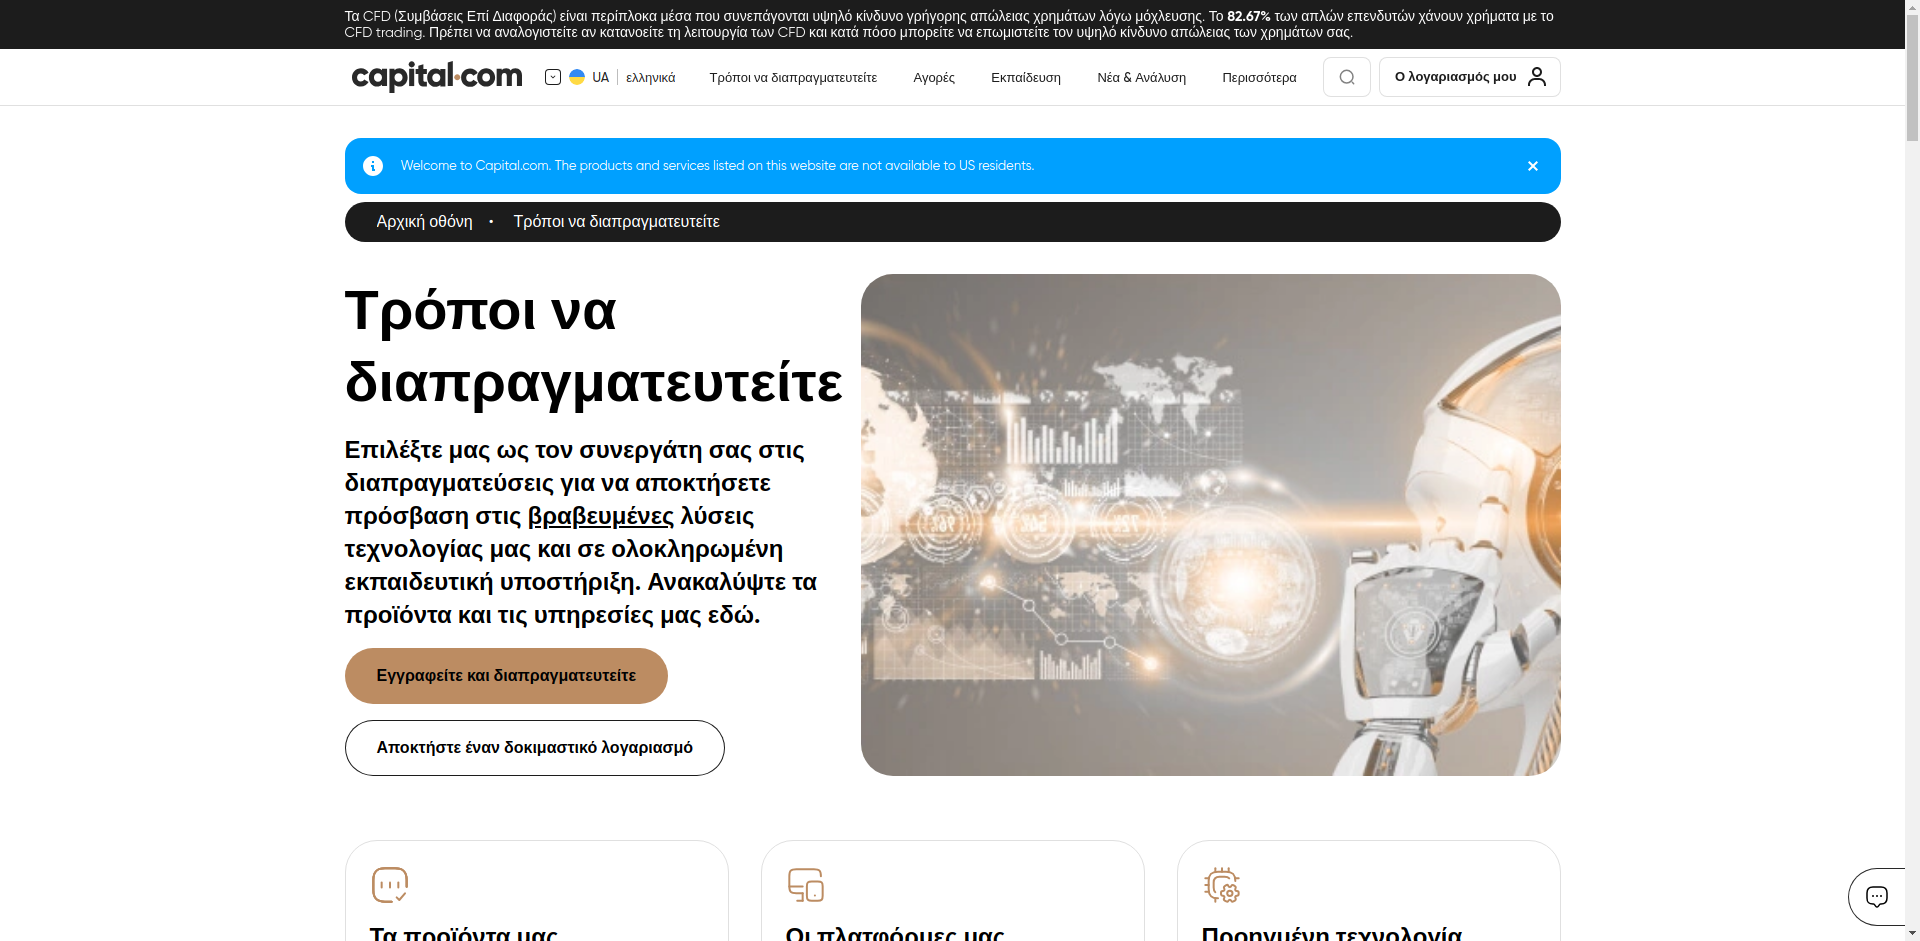 Τα CFD (Συμβάσεις Επί Διαφοράς) είναι περίπλοκα μέσα που συνεπάγονται υψηλό κίνδυνο γρήγορης απώλειας χρημάτων λόγω μόχλευσης. Το 82.67% των απλών επενδυτών χάνουν χρήματα με το
CFD trading. Πρέπει να αναλογιστείτε αν κατανοείτε τη λειτουργία των CFD και κατά πόσο μπορείτε να επωμιστείτε τον υψηλό κίνδυνο απώλειας των χρημάτων σας.
capital.com UA ελληνικά Τρόποι να διαπραγματευτείτε Αγορές Εκπαίδευση Νέα & Ανάλυση Περισσότερα Ο λογαριασμός μου
Welcome to Capital.com. The products and services listed on this website are not available to US residents.
Αρχική οθόνη • Τρόποι να διαπραγματευτείτε
Τρόποι να
διαπραγματευτείτε
Επιλέξτε μας ως τον συνεργάτη σας στις
διαπραγματεύσεις για να αποκτήσετε
πρόσβαση στις βραβευμένες λύσεις
τεχνολογίας μας και σε ολοκληρωμένη
εκπαιδευτική υποστήριξη. Ανακαλύψτε τα
προϊόντα και τις υπηρεσίες μας εδώ.
Εγγραφείτε και διαπραγματευτείτε
Αποκτήστε έναν δοκιμαστικό λογαριασμό
Τα προϊόντα μας
Οι πλατφόρμες μας
Προηγμένη τεχνολογία